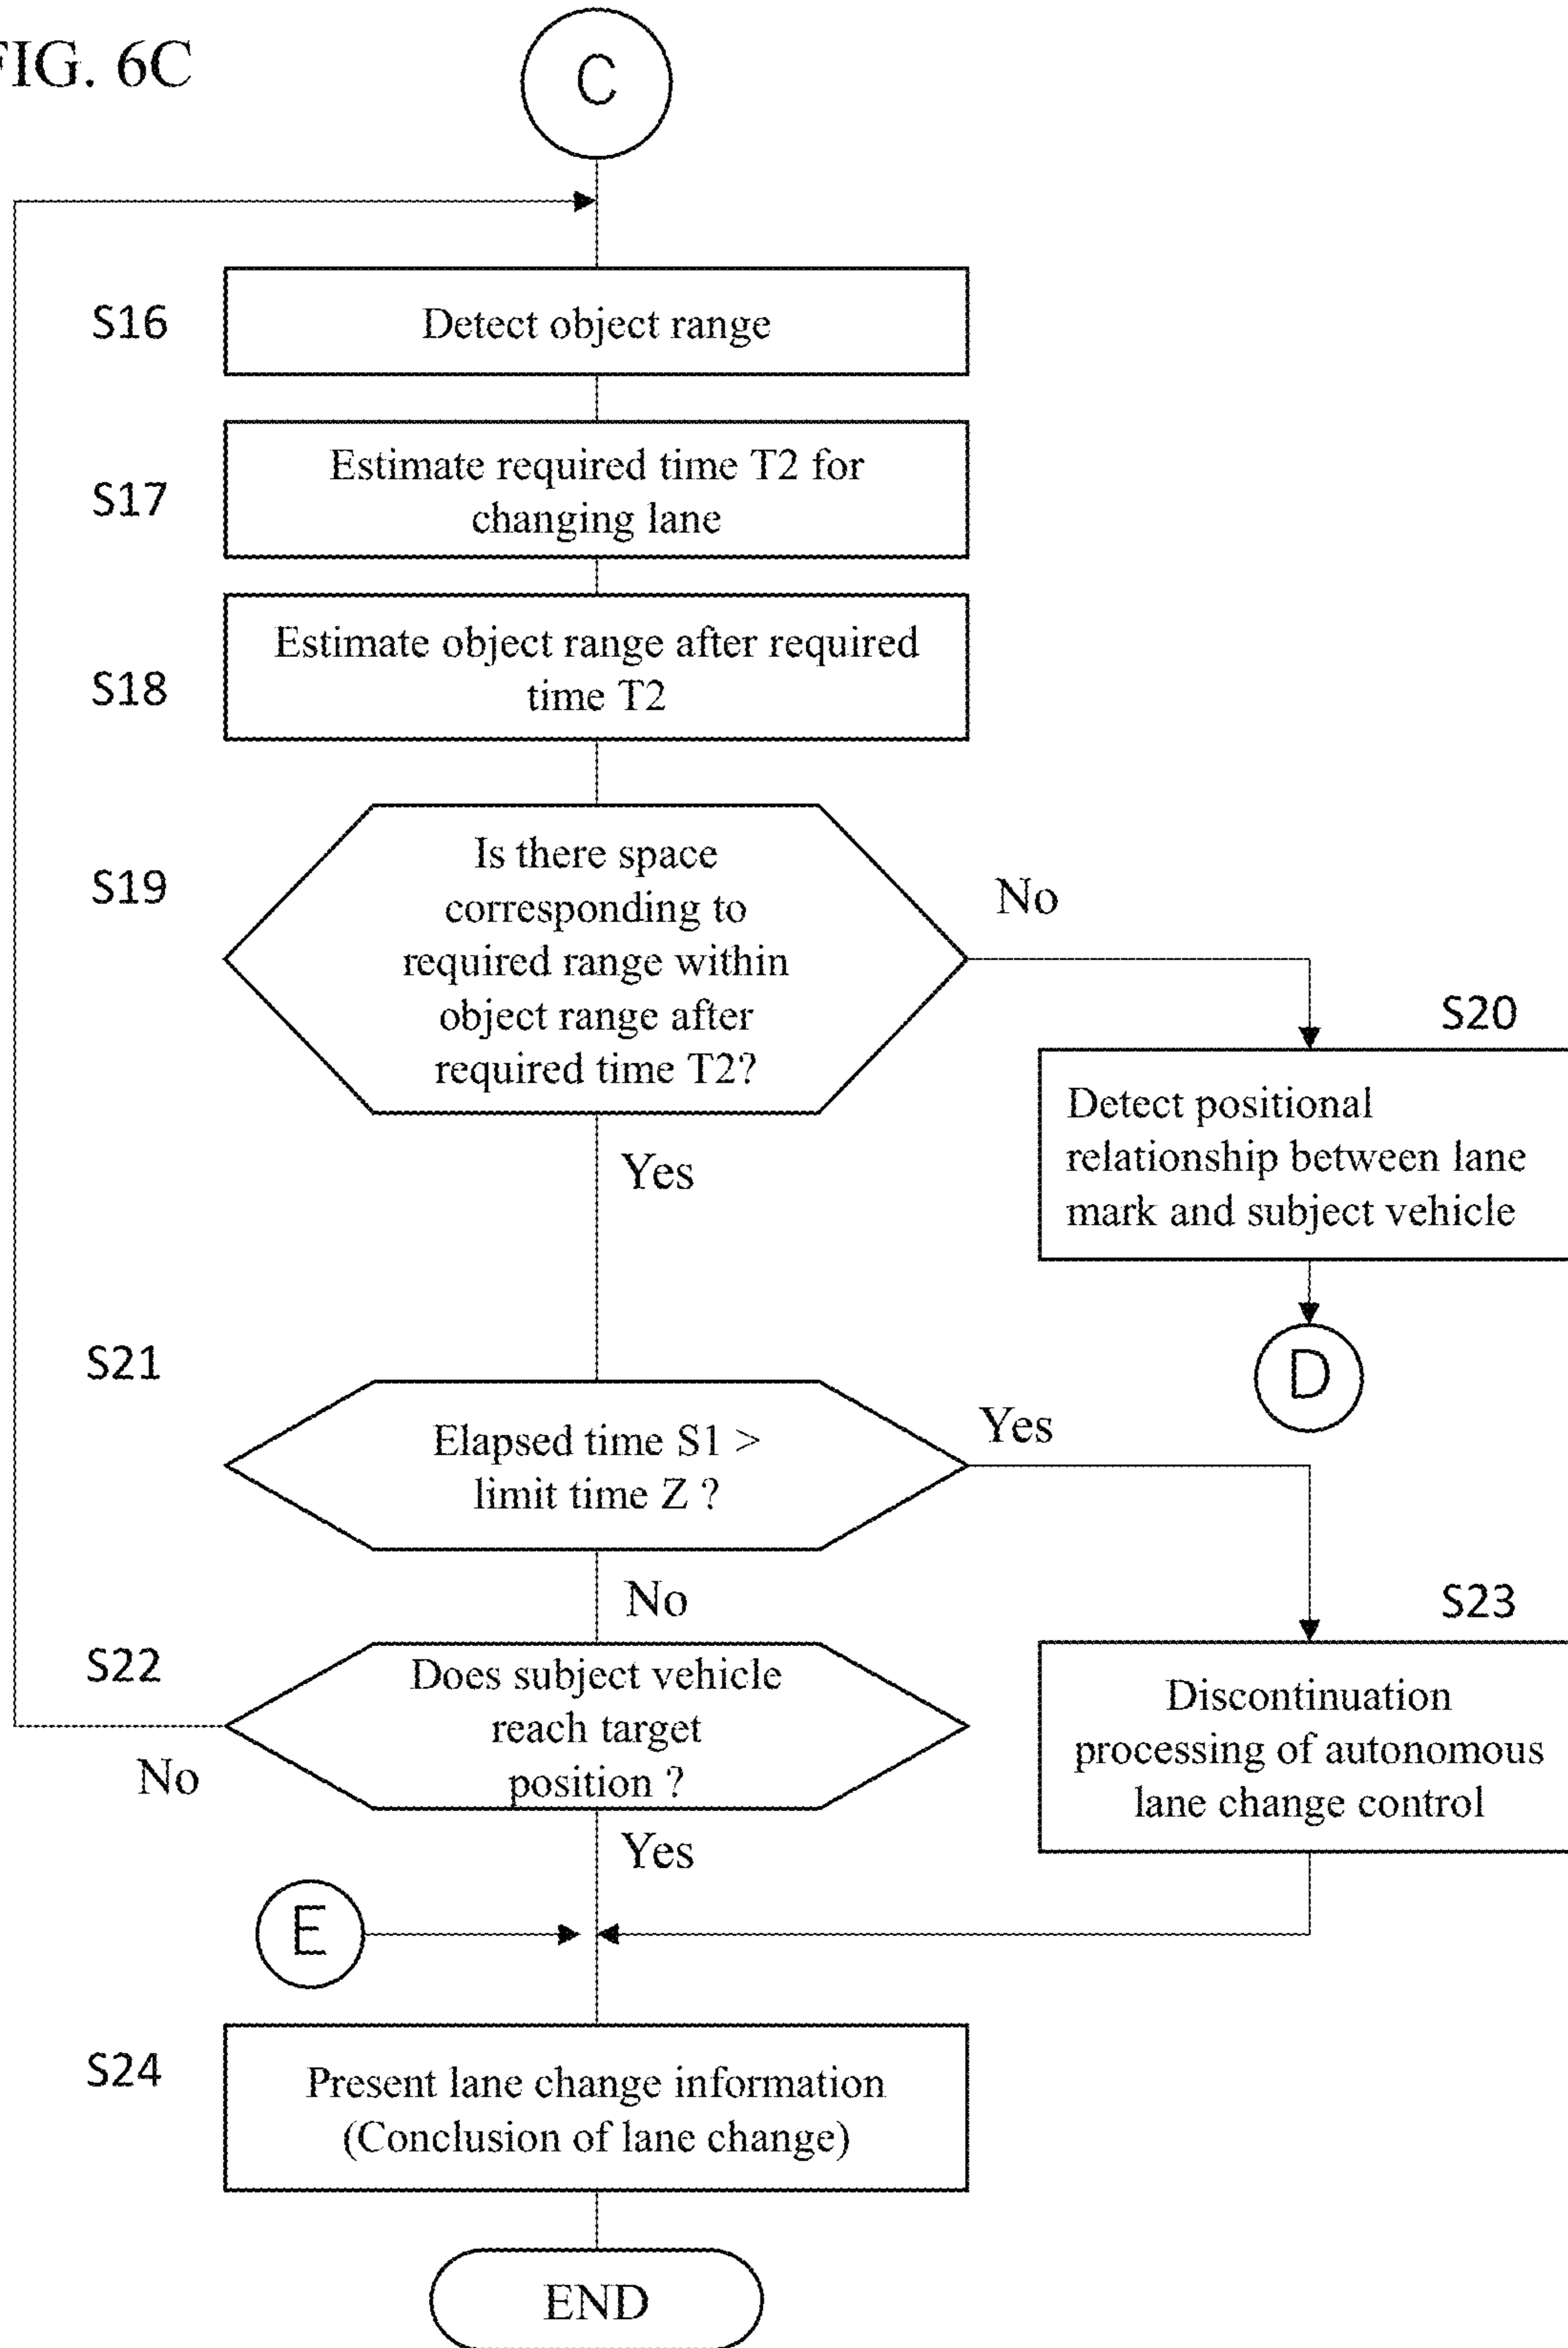 FIG. 6C
C
S16
Detect object range
S17
Estimate required time T2 for
changing lane
S18
Estimate object range after required
time T2
S19
Is there space
corresponding to
required range within
object range after
required time T2?
No
S20
Detect positional
relationship between lane
mark and subject vehicle
Yes
D
S21
Elapsed time S1 >
limit time Z ?
Yes
No
S23
Discontinuation
processing of autonomous
lane change control
S22
Does subject vehicle
reach target
position ?
No
Yes
E
S24
Present lane change information
(Conclusion of lane change)
END